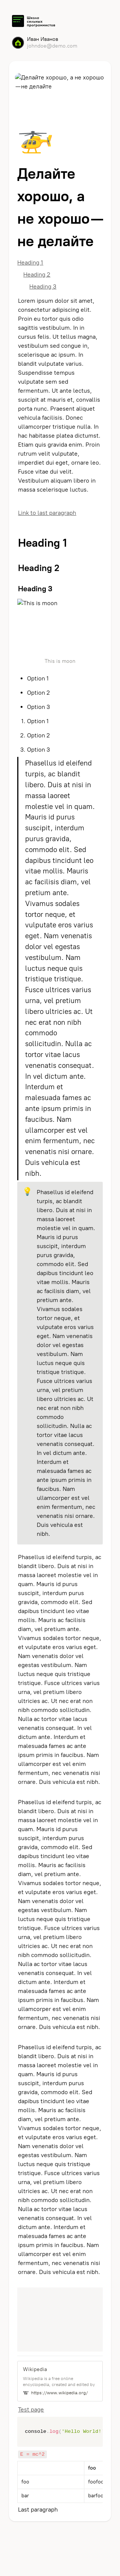 Школа
сильных
программистов
Иван Иванов
johndoe@demo.com
Делайте хорошо, а не хорошо
—не делайте
Делайте
хорошо, а
не хорошо—
не делайте
Heading 1
Heading 2
Heading 3
Lorem ipsum dolor sit amet,
consectetur adipiscing elit.
Proin eu tortor quis odio
sagittis vestibulum. In in
cursus felis. Ut tellus magna,
vestibulum sed congue in,
scelerisque ac ipsum. In
blandit vulputate varius.
Suspendisse tempus
vulputate sem sed
fermentum. Ut ante lectus,
suscipit at mauris et, convallis
porta nunc. Praesent aliquet
vehicula facilisis. Donec
ullamcorper tristique nulla. In
hac habitasse platea dictumst.
Etiam quis gravida enim. Proin
rutrum velit vulputate,
imperdiet dui eget, ornare leo.
Fusce vitae dui velit.
Vestibulum aliquam libero in
massa scelerisque luctus.
Link to last paragraph
Heading 1
Heading 2
Heading 3
This is moon
This is moon
• Option 1
• Option 2
• Option 3
1. Option 1
2. Option 2
3. Option 3
Phasellus id eleifend
turpis, ac blandit
libero. Duis at nisi in
massa laoreet
molestie vel in quam.
Mauris id purus
suscipit, interdum
purus gravida,
commodo elit. Sed
dapibus tincidunt leo
vitae mollis. Mauris
ac facilisis diam, vel
pretium ante.
Vivamus sodales
tortor neque, et
vulputate eros varius
eget. Nam venenatis
dolor vel egestas
vestibulum. Nam
luctus neque quis
tristique tristique.
Fusce ultrices varius
urna, vel pretium
libero ultricies ac. Ut
nec erat non nibh
commodo
sollicitudin. Nulla ac
tortor vitae lacus
venenatis consequat.
In vel dictum ante.
Interdum et
malesuada fames ac
ante ipsum primis in
faucibus. Nam
ullamcorper est vel
enim fermentum, nec
venenatis nisi ornare.
Duis vehicula est
nibh.
Phasellus id eleifend
turpis, ac blandit
libero. Duis at nisi in
massa laoreet
molestie vel in quam.
Mauris id purus
suscipit, interdum
purus gravida,
commodo elit. Sed
dapibus tincidunt leo
vitae mollis. Mauris
ac facilisis diam, vel
pretium ante.
Vivamus sodales
tortor neque, et
vulputate eros varius
eget. Nam venenatis
dolor vel egestas
vestibulum. Nam
luctus neque quis
tristique tristique.
Fusce ultrices varius
urna, vel pretium
libero ultricies ac. Ut
nec erat non nibh
commodo
sollicitudin. Nulla ac
tortor vitae lacus
venenatis consequat.
In vel dictum ante.
Interdum et
malesuada fames ac
ante ipsum primis in
faucibus. Nam
ullamcorper est vel
enim fermentum, nec
venenatis nisi ornare.
Duis vehicula est
nibh.
Phasellus id eleifend turpis, ac
blandit libero. Duis at nisi in
massa laoreet molestie vel in
quam. Mauris id purus
suscipit, interdum purus
gravida, commodo elit. Sed
dapibus tincidunt leo vitae
mollis. Mauris ac facilisis
diam, vel pretium ante.
Vivamus sodales tortor neque,
et vulputate eros varius eget.
Nam venenatis dolor vel
egestas vestibulum. Nam
luctus neque quis tristique
tristique. Fusce ultrices varius
urna, vel pretium libero
ultricies ac. Ut nec erat non
nibh commodo sollicitudin.
Nulla ac tortor vitae lacus
venenatis consequat. In vel
dictum ante. Interdum et
malesuada fames ac ante
ipsum primis in faucibus. Nam
ullamcorper est vel enim
fermentum, nec venenatis nisi
ornare. Duis vehicula est nibh.
Phasellus id eleifend turpis, ac
blandit libero. Duis at nisi in
massa laoreet molestie vel in
quam. Mauris id purus
suscipit, interdum purus
gravida, commodo elit. Sed
dapibus tincidunt leo vitae
mollis. Mauris ac facilisis
diam, vel pretium ante.
Vivamus sodales tortor neque,
et vulputate eros varius eget.
Nam venenatis dolor vel
egestas vestibulum. Nam
luctus neque quis tristique
tristique. Fusce ultrices varius
urna, vel pretium libero
ultricies ac. Ut nec erat non
nibh commodo sollicitudin.
Nulla ac tortor vitae lacus
venenatis consequat. In vel
dictum ante. Interdum et
malesuada fames ac ante
ipsum primis in faucibus. Nam
ullamcorper est vel enim
fermentum, nec venenatis nisi
ornare. Duis vehicula est nibh.
Phasellus id eleifend turpis, ac
blandit libero. Duis at nisi in
massa laoreet molestie vel in
quam. Mauris id purus
suscipit, interdum purus
gravida, commodo elit. Sed
dapibus tincidunt leo vitae
mollis. Mauris ac facilisis
diam, vel pretium ante.
Vivamus sodales tortor neque,
et vulputate eros varius eget.
Nam venenatis dolor vel
egestas vestibulum. Nam
luctus neque quis tristique
tristique. Fusce ultrices varius
urna, vel pretium libero
ultricies ac. Ut nec erat non
nibh commodo sollicitudin.
Nulla ac tortor vitae lacus
venenatis consequat. In vel
dictum ante. Interdum et
malesuada fames ac ante
ipsum primis in faucibus. Nam
ullamcorper est vel enim
fermentum, nec venenatis nisi
ornare. Duis vehicula est nibh.
Wikipedia
Wikipedia is a free online
encyclopedia, created and edited by
W https://www.wikipedia.org/
Test page
console.log('Hello World!
E = mc^2
foo
foo foofoo
bar barfoo
Last paragraph